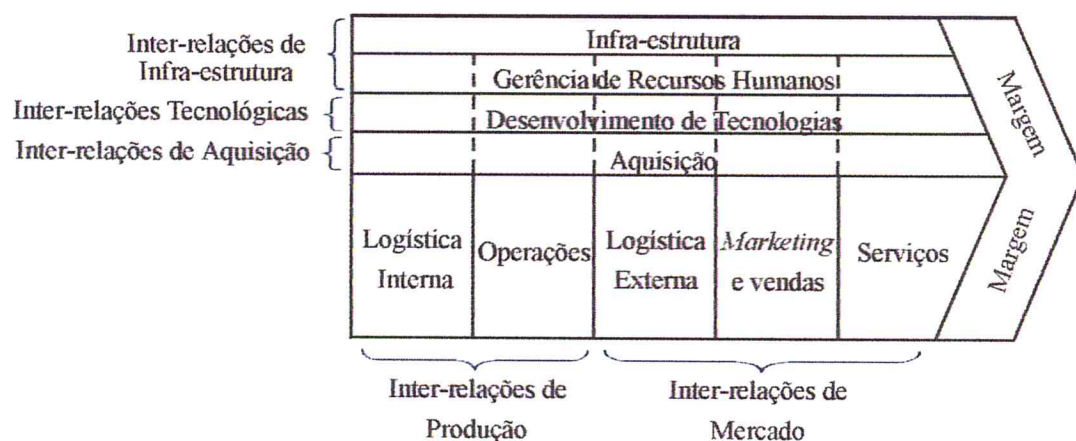 Inter-relações de
Infra-estrutura
Infra-estrutura
Gerência de Recursos Humanos
Inter-relações Tecnológicas
Desenvolvimento de Tecnologias
Inter-relações de Aquisição
Aquisição
Margem
Margem
Logística
Interna
Operações
Logística
Externa
Marketing
e vendas
Serviços
Inter-relações de
Produção
Inter-relações de
Mercado